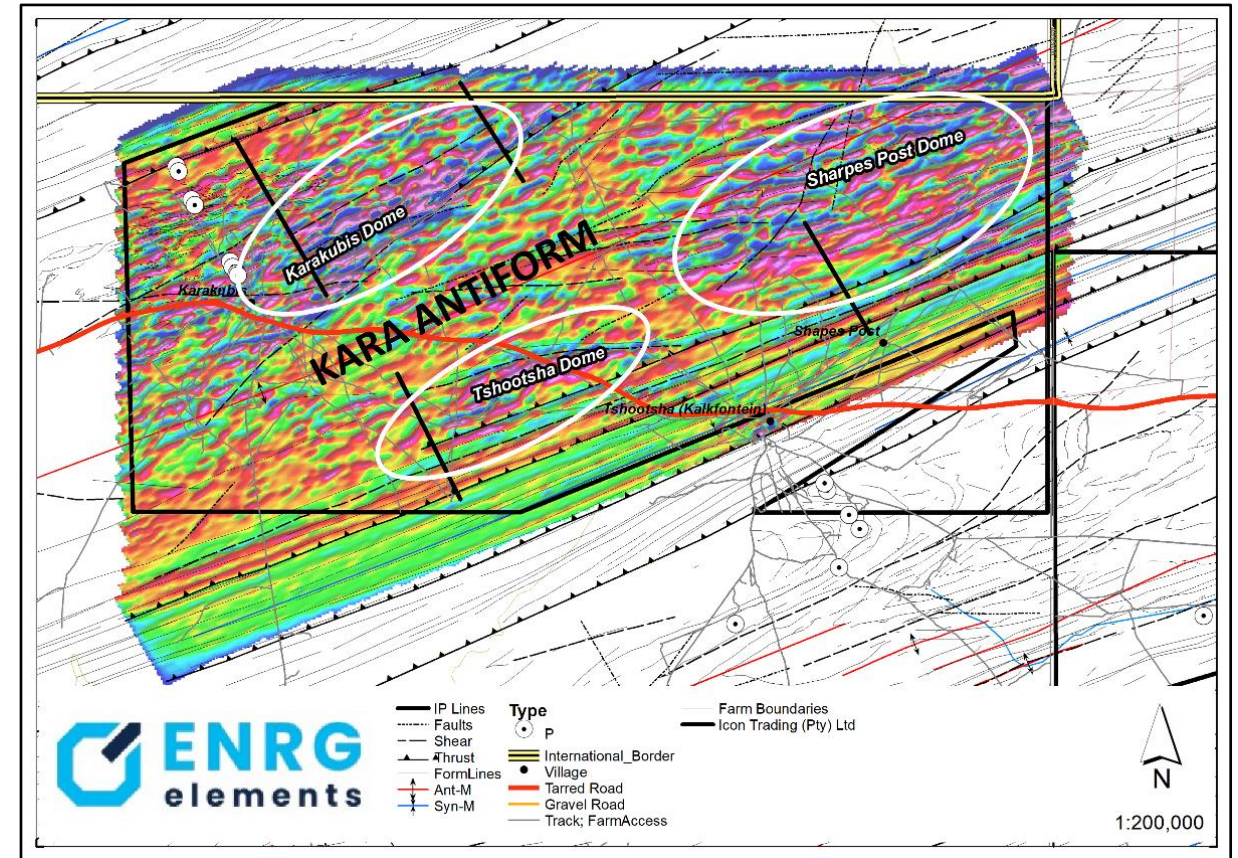 Sharpes Post Dome
Karakubis Dome
KARA ANTIFORM
Karakubis
Shapes Post
Tshootsha Dome
Tshootsha (Kalkfontein)
ENRG
elements
IP Lines
Faults
Shear
Thrust
FormLines
Ant-M
Syn-M
Type
P
International_Border
Village
Tarred Road
Gravel Road
Track; FarmAccess
Farm Boundaries
Icon Trading (Pty) Ltd
N
1:200,000